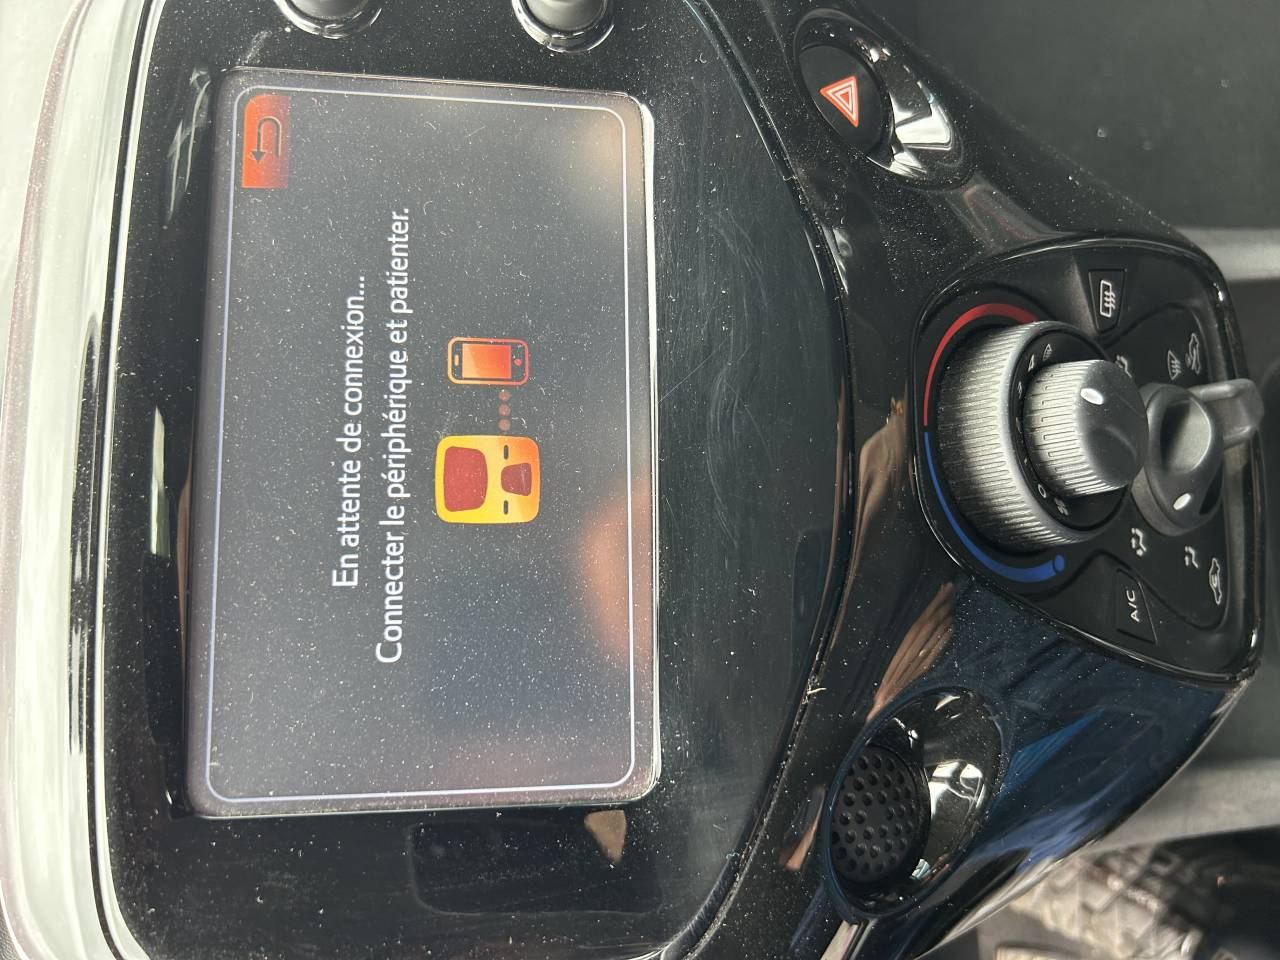 En attente de connexion...
Connecter le périphérique et patienter.
A/C